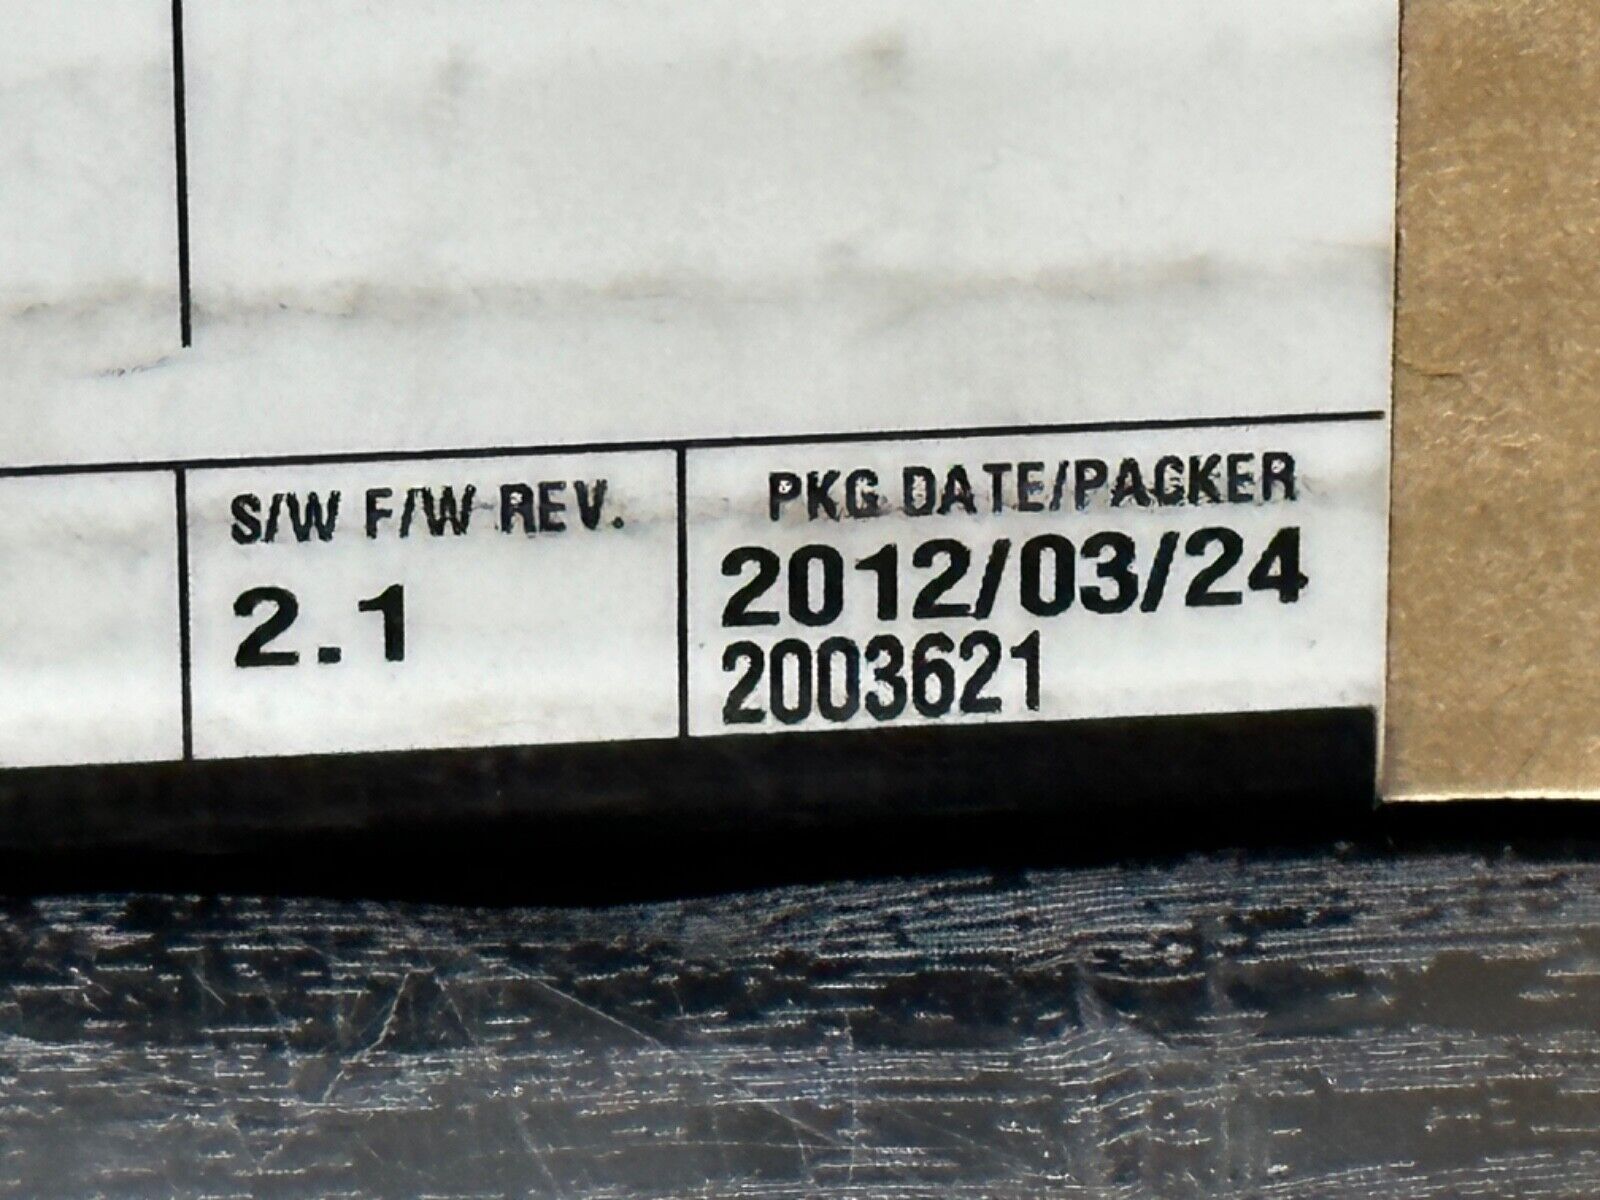 S/W F/W REV.
2.1
PKG DATE/PACKER
2012/03/24
2003621